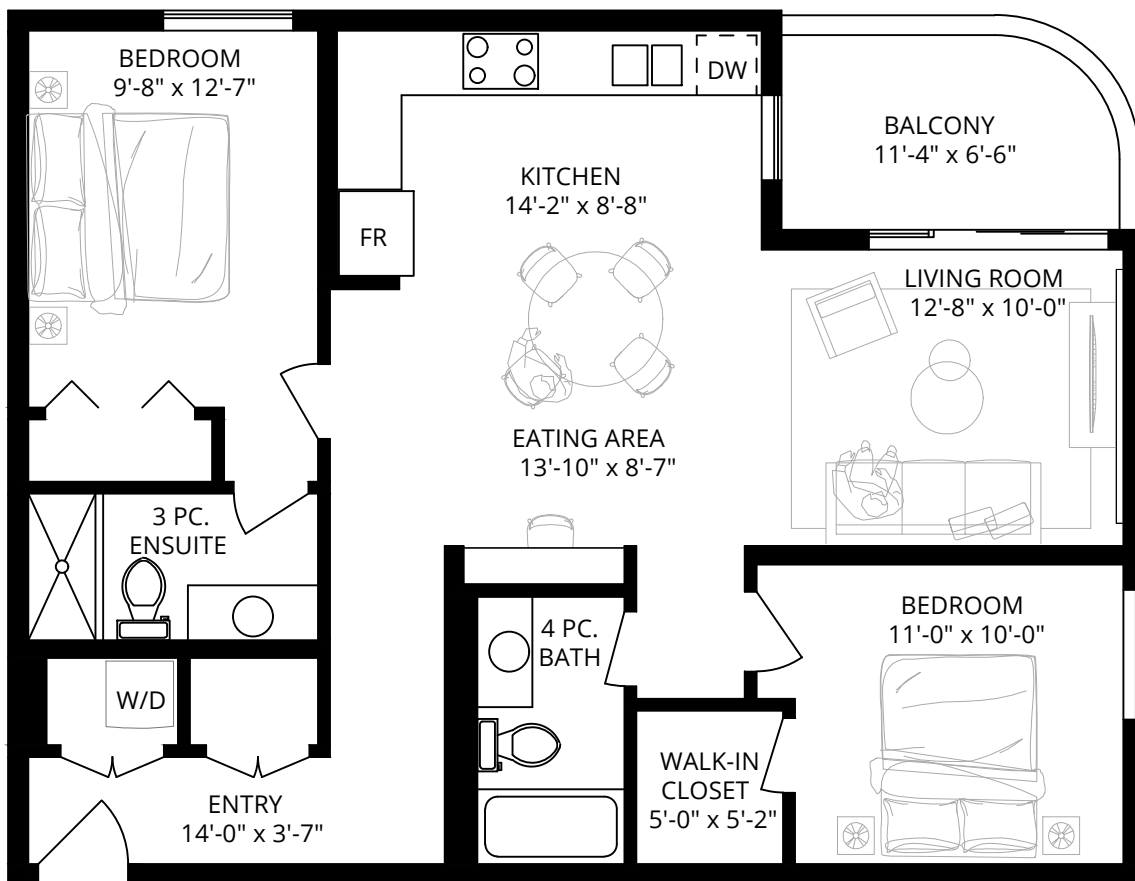 BEDROOM
9'-8" x 12'-7"
DW
BALCONY
11'-4" x 6'-6"
KITCHEN
14'-2" x 8'-8"
FR
LIVING ROOM
12'-8" x 10'-0"
EATING AREA
13'-10" x 8'-7"
3 PC.
ENSUITE
4 PC.
BATH
BEDROOM
11'-0" x 10'-0"
W/D
WALK-IN
CLOSET
5'-0" x 5'-2"
ENTRY
14'-0" x 3'-7"